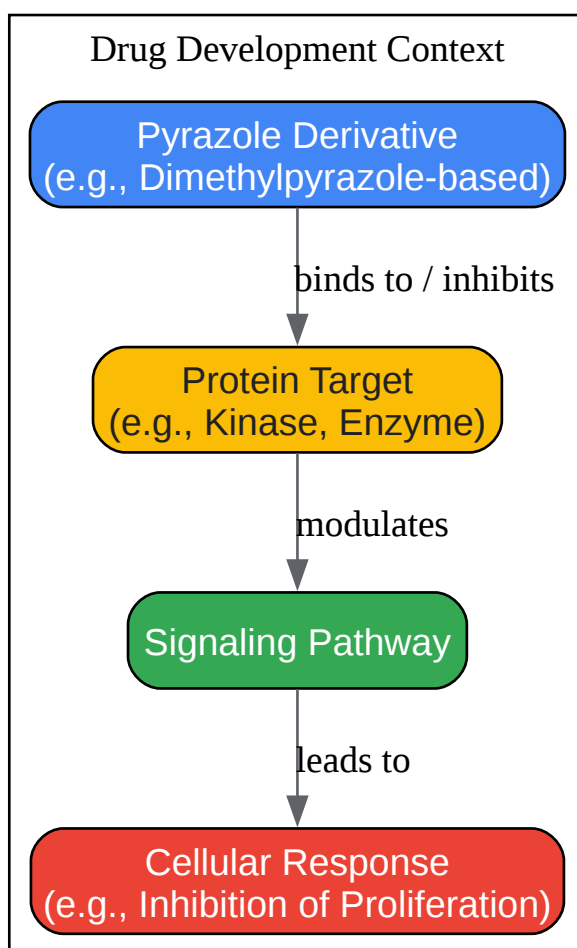 Drug Development Context
Pyrazole Derivative
(e.g., Dimethylpyrazole-based)
binds to / inhibits
Protein Target
(e.g., Kinase, Enzyme)
modulates
Signaling Pathway
leads to
Cellular Response
(e.g., Inhibition of Proliferation)